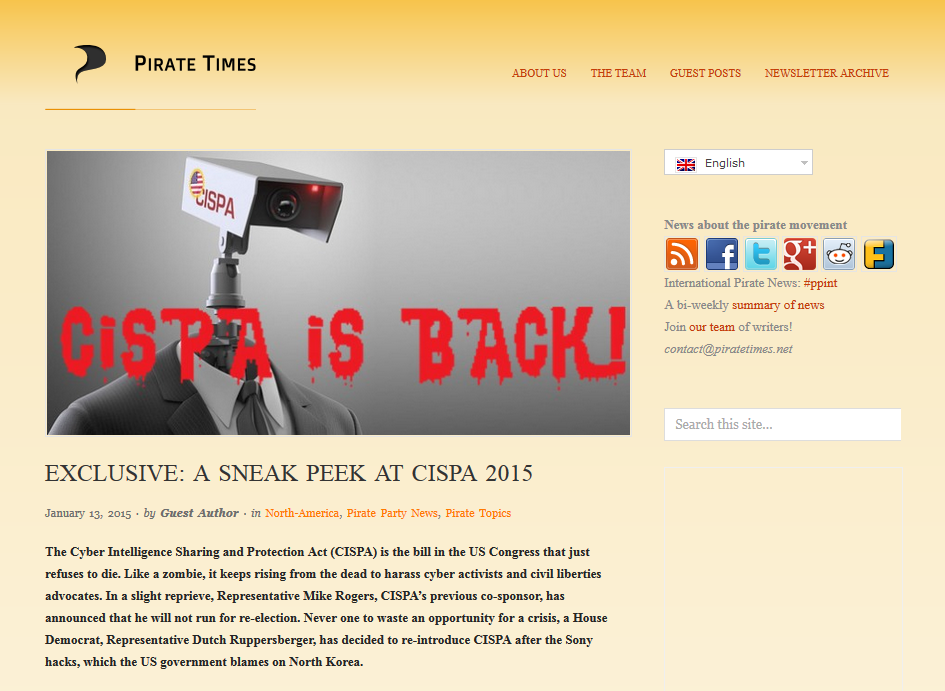 Pirate Times
ABOUT US
THE TEAM
GUEST POSTS
NEWSLETTER ARCHIVE
CISPA
CISPA IS BACK!
English
News about the pirate movement
International Pirate News: #ppint
A bi-weekly summary of news
Join our team of writers!
contact@piratetimes.net
Search this site...
EXCLUSIVE: A SNEAK PEEK AT CISPA 2015
January 13, 2015 · by Guest Author · in North-America, Pirate Party News, Pirate Topics
The Cyber Intelligence Sharing and Protection Act (CISPA) is the bill in the US Congress that just
refuses to die. Like a zombie, it keeps rising from the dead to harass cyber activists and civil liberties
advocates. In a slight reprieve, Representative Mike Rogers, CISPA's previous co-sponsor, has
announced that he will not run for re-election. Never one to waste an opportunity for a crisis, a House
Democrat, Representative Dutch Ruppersberger, has decided to re-introduce CISPA after the Sony
hacks, which the US government blames on North Korea.